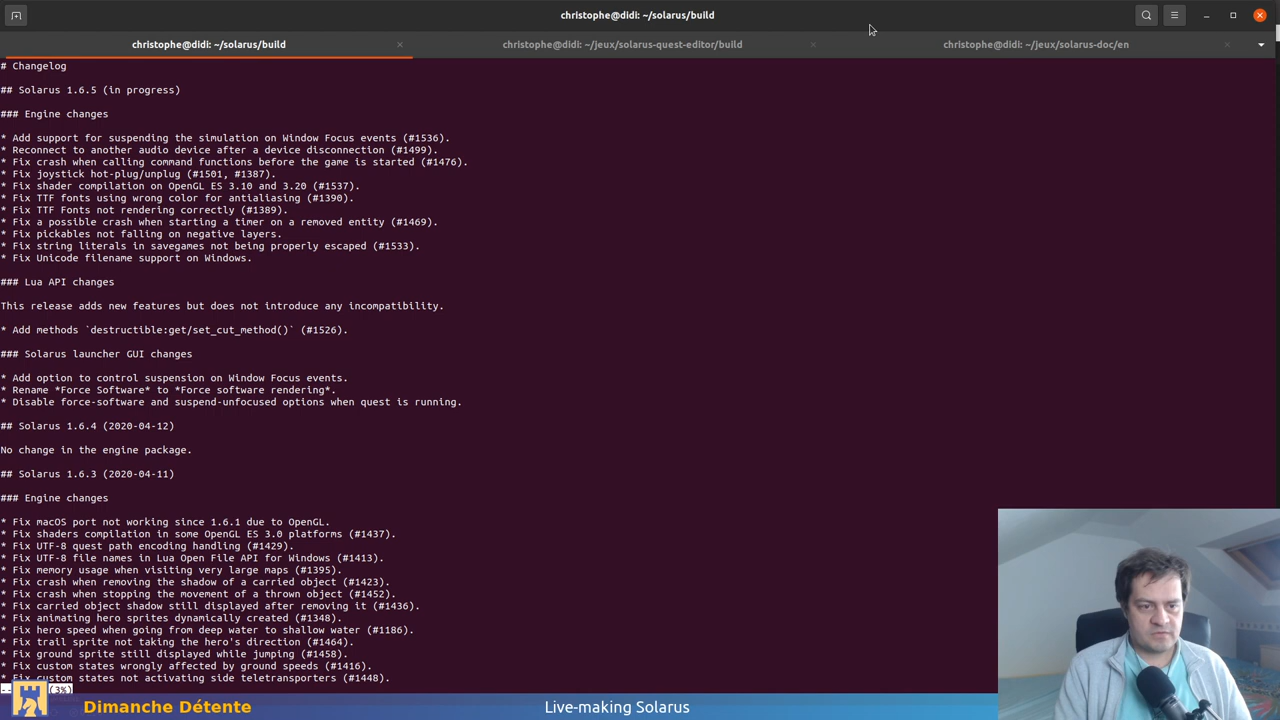 christophe@didi: ~/solarus/build
christophe@didi: ~/solarus/build
christophe@didi: ~/jeux/solarus-quest-editor/build
christophe@didi: ~/jeux/solarus-doc/en
# Changelog
## Solarus 1.6.5 (in progress)
### Engine changes
* Add support for suspending the simulation on Window Focus events (#1536).
* Reconnect to another audio device after a device disconnection (#1499).
* Fix crash when calling command functions before the game is started (#1476).
* Fix joystick hot-plug/unplug (#1501, #1387).
* Fix shader compilation on OpenGL ES 3.10 and 3.20 (#1537).
* Fix TTF fonts using wrong color for antialiasing (#1390).
* Fix TTF Fonts not rendering correctly (#1389).
* Fix a possible crash when starting a timer on a removed entity (#1469).
* Fix pickables not falling on negative layers.
* Fix string literals in savegames not being properly escaped (#1533).
* Fix Unicode filename support on Windows.
### Lua API changes
This release adds new features but does not introduce any incompatibility.
* Add methods `destructible:get/set_cut_method()` (#1526).
### Solarus launcher GUI changes
* Add option to control suspension on Window Focus events.
* Rename *Force Software* to *Force software rendering*.
* Disable force-software and suspend-unfocused options when quest is running.
## Solarus 1.6.4 (2020-04-12)
No change in the engine package.
## Solarus 1.6.3 (2020-04-11)
### Engine changes
* Fix macOS port not working since 1.6.1 due to OpenGL.
* Fix shaders compilation in some OpenGL ES 3.0 platforms (#1437).
* Fix UTF-8 quest path encoding handling (#1429).
* Fix UTF-8 file names in Lua Open File API for Windows (#1413).
* Fix memory usage when visiting very large maps (#1395).
* Fix crash when removing the shadow of a carried object (#1423).
* Fix crash when stopping the movement of a thrown object (#1452).
* Fix carried object shadow still displayed after removing it (#1436).
* Fix animating hero sprites dynamically created (#1348).
* Fix hero speed when going from deep water to shallow water (#1186).
* Fix trail sprite not taking the hero's direction (#1464).
* Fix ground sprite still displayed while jumping (#1458).
* Fix custom states wrongly affected by ground speeds (#1416).
* Fix custom states not activating side teletransporters (#1448).
(3%)
Dimanche Détente
Live-making Solarus